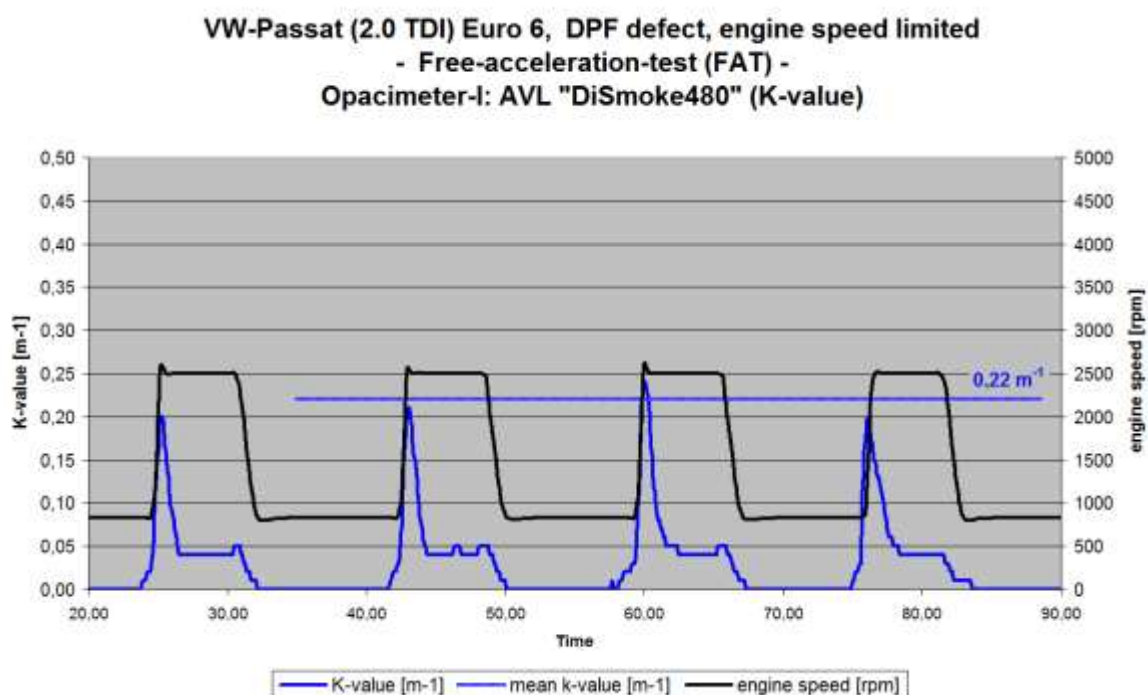 VW-Passat (2.0 TDI) Euro 6, DPF defect, engine speed limited
- Free-acceleration-test (FAT) -
Opacimeter-I: AVL "DiSmoke480" (K-value)
K-value [m-1]
0,50
0,45
0,40
0,35
0,30
0,25
0,20
0,15
0,10
0,05
0,00
5000
4500
4000
3500
3000
2500
2000
1500
1000
500
0
engine speed [rpm]
0.22 m⁻¹
20,00 30,00 40,00 50,00 60,00 70,00 80,00 90,00
Time
K-value [m-1] mean k-value [m-1] engine speed [rpm]